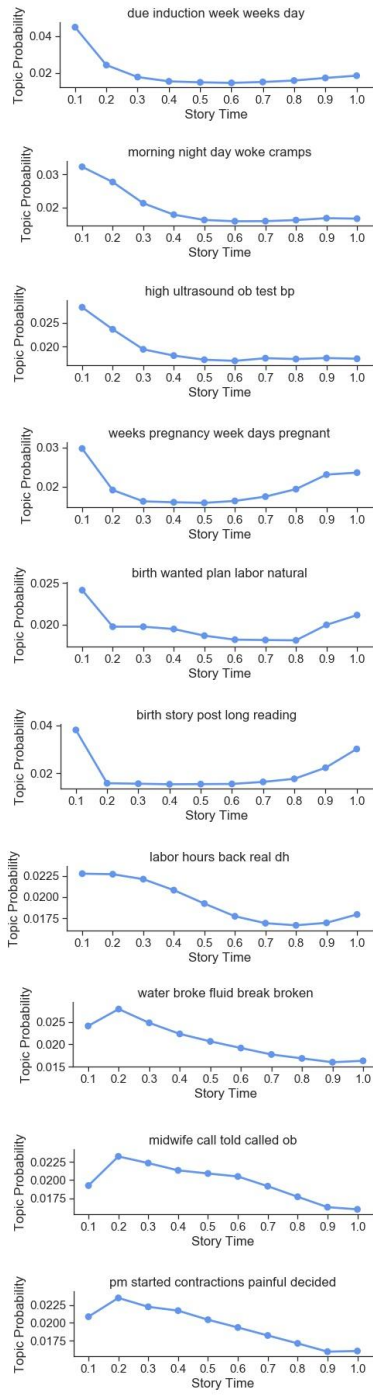 due induction week weeks day
Topic Probability
0.04
0.02
0.1 0.2 0.3 0.4 0.5 0.6 0.7 0.8 0.9 1.0
Story Time
morning night day woke cramps
Topic Probability
0.03
0.02
0.1 0.2 0.3 0.4 0.5 0.6 0.7 0.8 0.9 1.0
Story Time
high ultrasound ob test bp
Topic Probability
0.025
0.020
0.1 0.2 0.3 0.4 0.5 0.6 0.7 0.8 0.9 1.0
Story Time
weeks pregnancy week days pregnant
Topic Probability
0.03
0.02
0.1 0.2 0.3 0.4 0.5 0.6 0.7 0.8 0.9 1.0
Story Time
birth wanted plan labor natural
Topic Probability
0.025
0.020
0.1 0.2 0.3 0.4 0.5 0.6 0.7 0.8 0.9 1.0
Story Time
birth story post long reading
Topic Probability
0.04
0.02
0.1 0.2 0.3 0.4 0.5 0.6 0.7 0.8 0.9 1.0
Story Time
labor hours back real dh
Topic Probability
0.0225
0.0200
0.0175
0.1 0.2 0.3 0.4 0.5 0.6 0.7 0.8 0.9 1.0
Story Time
water broke fluid break broken
Topic Probability
0.025
0.020
0.015
0.1 0.2 0.3 0.4 0.5 0.6 0.7 0.8 0.9 1.0
Story Time
midwife call told called ob
Topic Probability
0.0225
0.0200
0.0175
0.1 0.2 0.3 0.4 0.5 0.6 0.7 0.8 0.9 1.0
Story Time
pm started contractions painful decided
Topic Probability
0.0225
0.0200
0.0175
0.1 0.2 0.3 0.4 0.5 0.6 0.7 0.8 0.9 1.0
Story Time